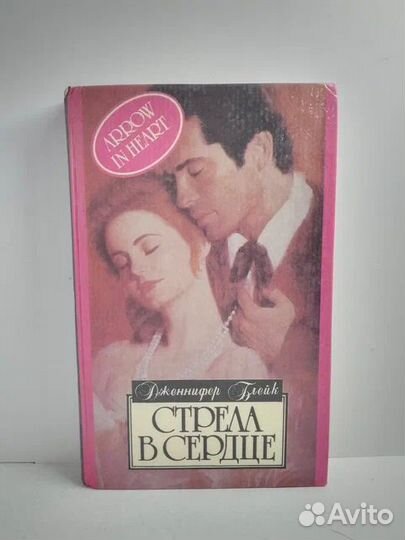 ARROW
IN HEART
Дженнифер Блейк
СТРЕЛА
В СЕРДЦЕ
Avito